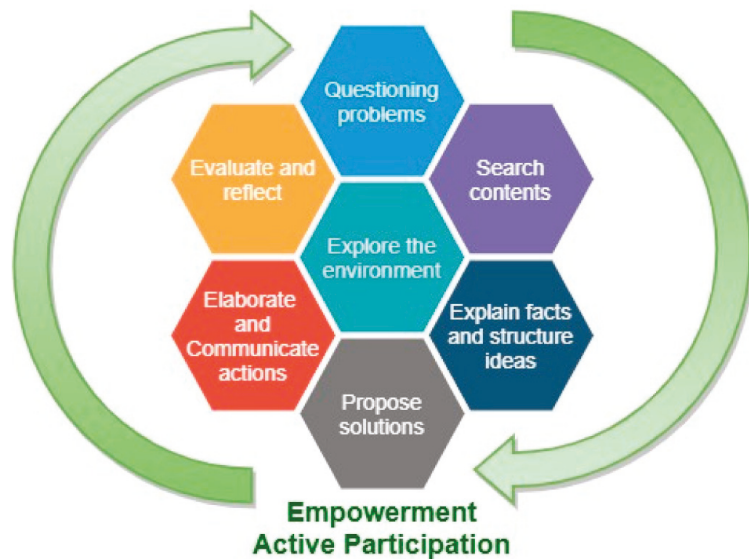 Questioning
problems
Evaluate and
reflect
Search
contents
Explore the
environment
Elaborate
and
Communicate
actions
Explain facts
and structure
ideas
Propose
solutions
Empowerment
Active Participation